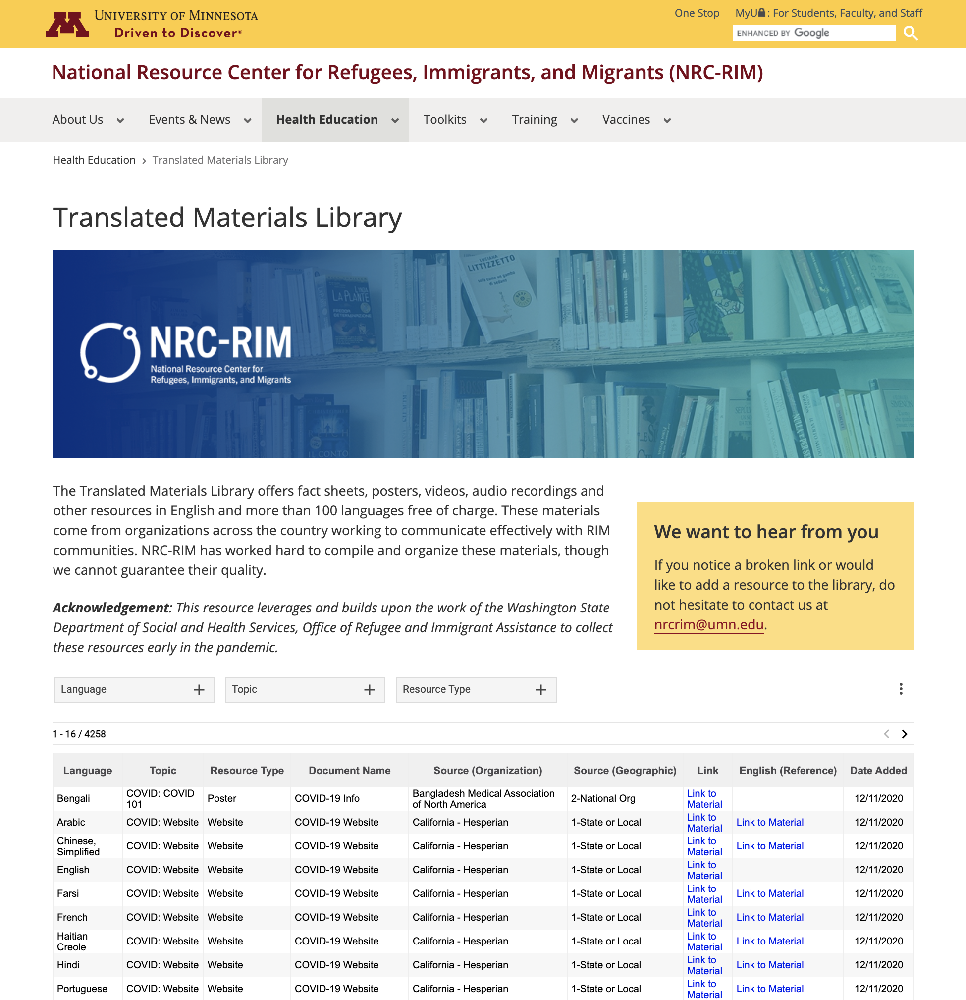 UNIVERSITY OF MINNESOTA
Driven to Discover®
One Stop
MyU: For Students, Faculty, and Staff
ENHANCED BY Google
National Resource Center for Refugees, Immigrants, and Migrants (NRC-RIM)
About Us
Events & News
Health Education
Toolkits
Training
Vaccines
Health Education › Translated Materials Library
Translated Materials Library
LUCIANA
LITTIZZETTO
sola come un gambo
di sedano
LYNDA
LA PLANTE
NRC-RIM
National Resource Center for
Refugees, Immigrants, and Migrants
IL CONTO
The Translated Materials Library offers fact sheets, posters, videos, audio recordings and
other resources in English and more than 100 languages free of charge. These materials
come from organizations across the country working to communicate effectively with RIM
communities. NRC-RIM has worked hard to compile and organize these materials, though
we cannot guarantee their quality.
Acknowledgement: This resource leverages and builds upon the work of the Washington State
Department of Social and Health Services, Office of Refugee and Immigrant Assistance to collect
these resources early in the pandemic.
We want to hear from you
If you notice a broken link or would
like to add a resource to the library, do
not hesitate to contact us at
nrcrim@umn.edu.
Language
Topic
Resource Type
1 - 16 / 4258
Language Topic Resource Type Document Name Source (Organization) Source (Geographic) Link English (Reference) Date Added
Bengali COVID: COVID 101 Poster COVID-19 Info Bangladesh Medical Association of North America 2-National Org Link to Material 12/11/2020
Arabic COVID: Website Website COVID-19 Website California - Hesperian 1-State or Local Link to Material Link to Material 12/11/2020
Chinese, Simplified COVID: Website Website COVID-19 Website California - Hesperian 1-State or Local Link to Material Link to Material 12/11/2020
English COVID: Website Website COVID-19 Website California - Hesperian 1-State or Local Link to Material 12/11/2020
Farsi COVID: Website Website COVID-19 Website California - Hesperian 1-State or Local Link to Material Link to Material 12/11/2020
French COVID: Website Website COVID-19 Website California - Hesperian 1-State or Local Link to Material Link to Material 12/11/2020
Haitian Creole COVID: Website Website COVID-19 Website California - Hesperian 1-State or Local Link to Material Link to Material 12/11/2020
Hindi COVID: Website Website COVID-19 Website California - Hesperian 1-State or Local Link to Material Link to Material 12/11/2020
Portuguese COVID: Website Website COVID-19 Website California - Hesperian 1-State or Local Link to Material Link to Material 12/11/2020